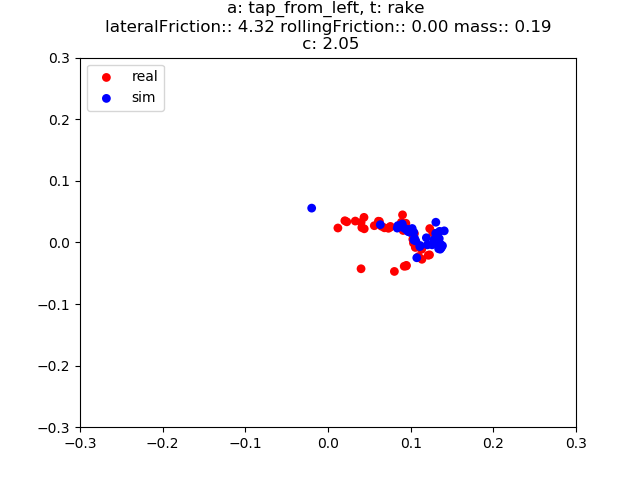 a: tap_from_left, t: rake
lateralFriction:: 4.32 rollingFriction:: 0.00 mass:: 0.19
c: 2.05
real
sim
0.3
0.2
0.1
0.0
−0.1
−0.2
−0.3
−0.3
−0.2
−0.1
0.0
0.1
0.2
0.3